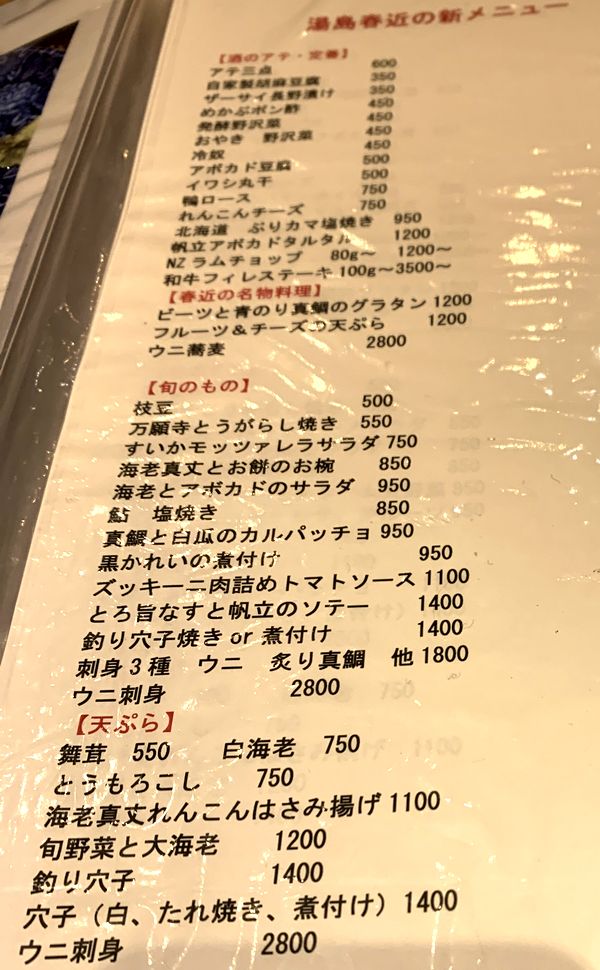 湯島春近の新メニュー
【酒のアテ・定番】
アテ三点 600
自家製胡麻豆腐 350
ザーサイ長野漬け 350
めかぶポン酢 450
発酵野沢菜 450
おやき 野沢菜 450
冷奴 450
アボカド豆腐 500
イワシ丸干 500
鴨ロース 750
れんこんチーズ 750
北海道 ぶりカマ塩焼き 950
帆立アボカドタルタル 1200
NZラムチョップ 80g～ 1200～
和牛フィレステーキ 100g～3500～
【春近の名物料理】
ビーツと青のり真鯛のグラタン 1200
フルーツ＆チーズの天ぷら 1200
ウニ蕎麦 2800
【旬のもの】
枝豆 500
万願寺とうがらし焼き 550
すいかモッツァレラサラダ 750
海老真丈とお餅のお椀 850
海老とアボカドのサラダ 950
鮎 塩焼き 850
真鯛と白瓜のカルパッチョ 950
黒かれいの煮付け 950
ズッキーニ肉詰めトマトソース 1100
とろ旨なすと帆立のソテー 1400
釣り穴子焼き or 煮付け 1400
刺身3種 ウニ 炙り真鯛 他 1800
ウニ刺身 2800
【天ぷら】
舞茸 550 白海老 750
とうもろこし 750
海老真丈れんこんはさみ揚げ 1100
旬野菜と大海老 1200
釣り穴子 1400
穴子（白、たれ焼き、煮付け）1400
ウニ刺身 2800